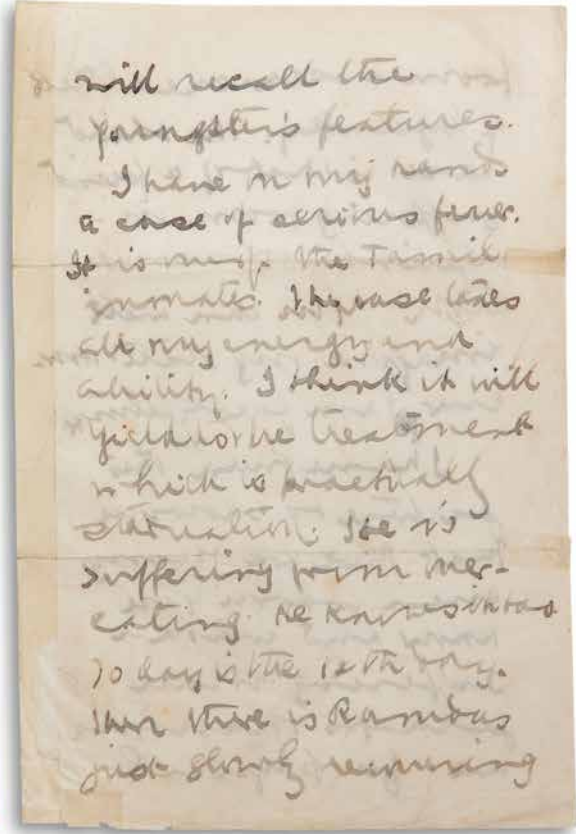 will recall the
youngster's features.
I have on my hands
a case of serious fever.
It is one of the Tamil
inmates. The case takes
all my energy and
ability. I think it will
yield to the treatment
which is practically
starvation. He is
suffering from over-
eating. He knows it too
Today is the 12th day.
Then there is Ramdas
just slowly recovering